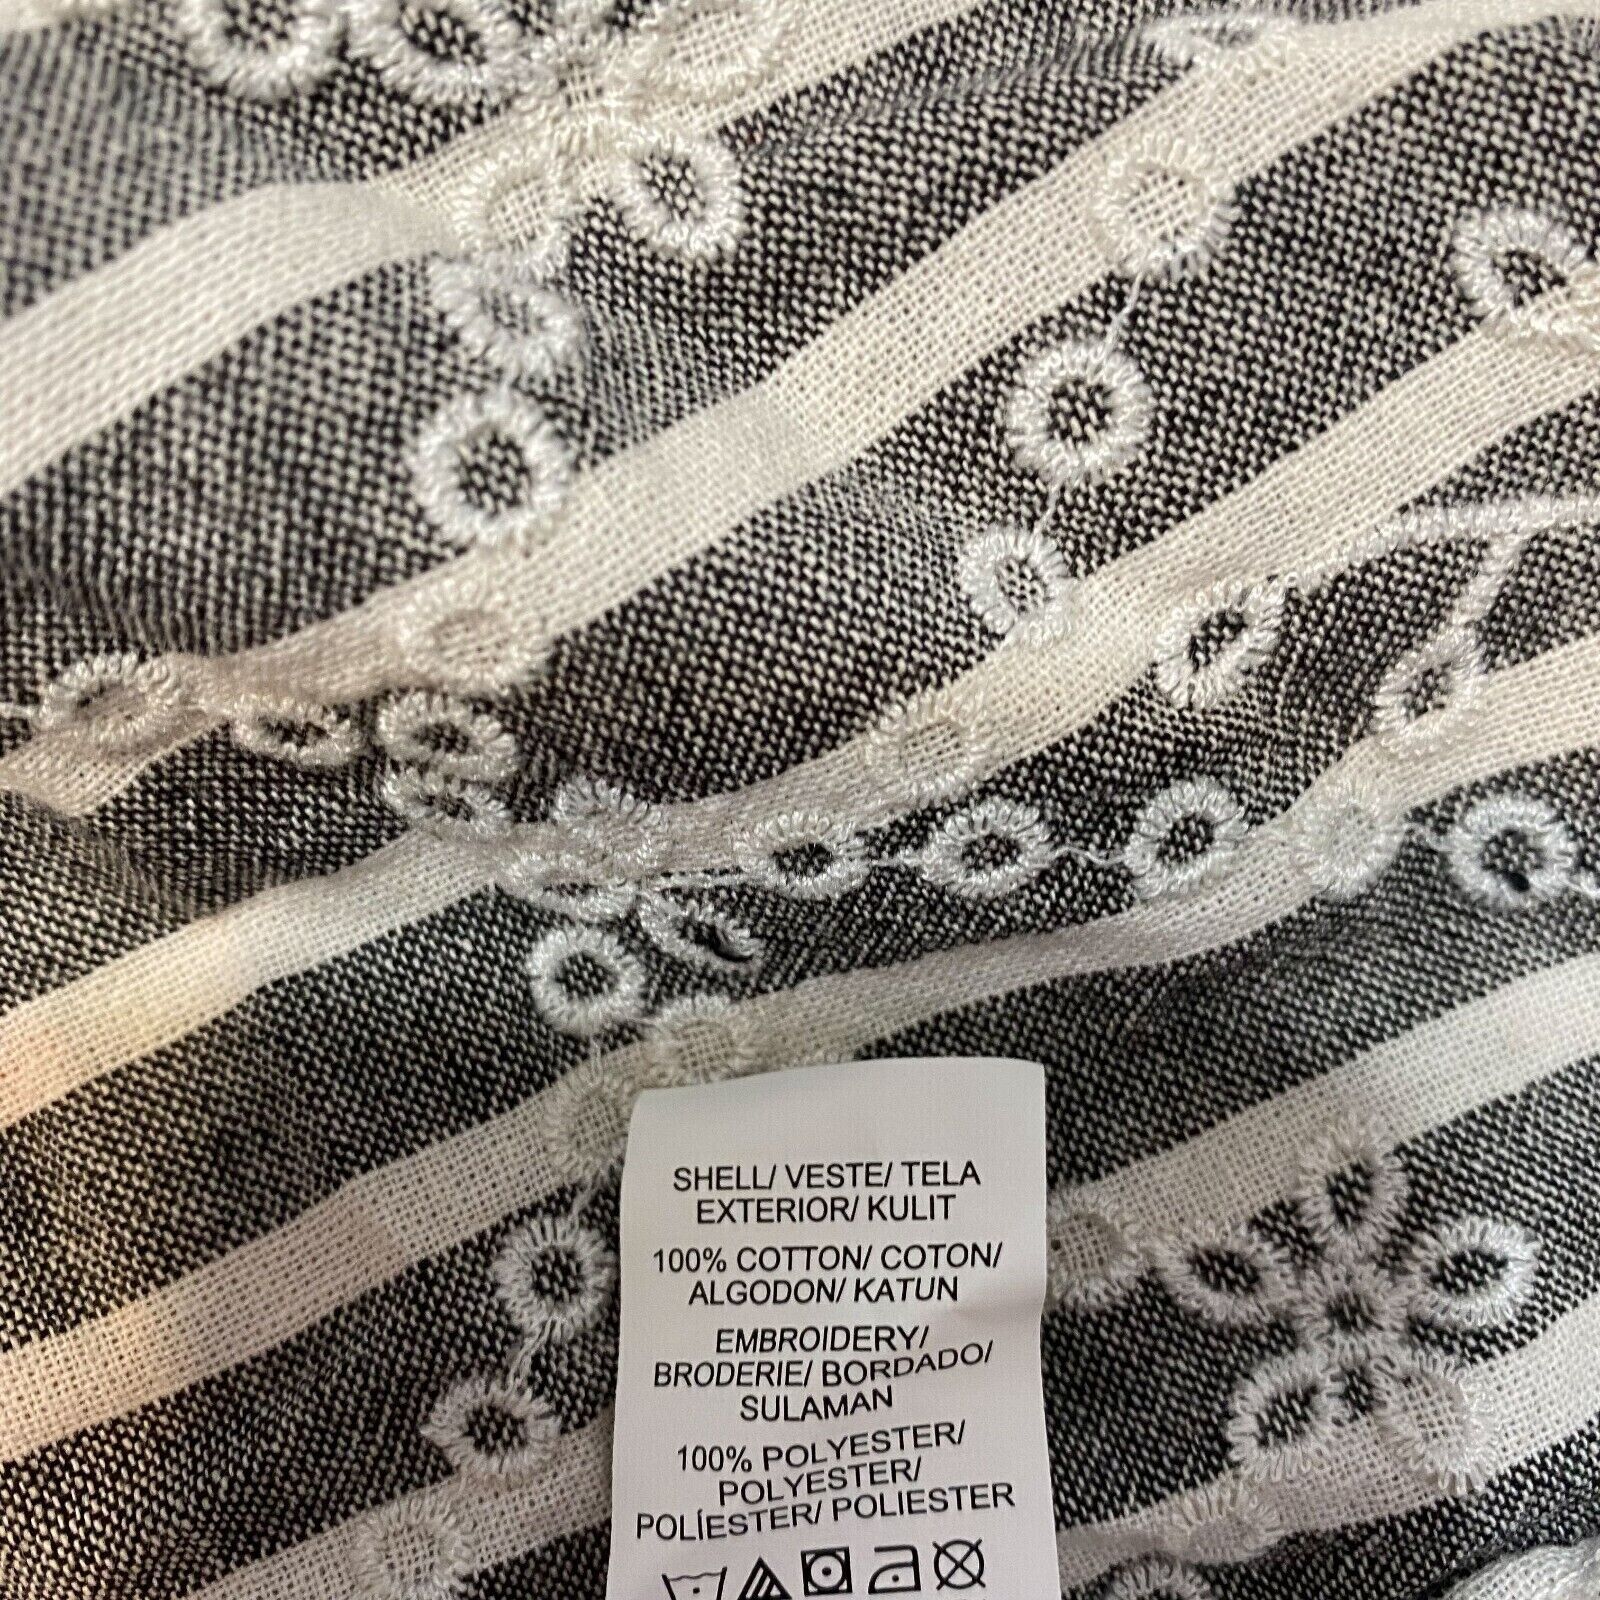 SHELL/ VESTE/ TELA
EXTERIOR/ KULIT
100% COTTON/ COTON/
ALGODON/ KATUN
EMBROIDERY/
BRODERIE/ BORDADO/
SULAMAN
100% POLYESTER/
POLYESTER/
POLÍESTER/ POLIESTER